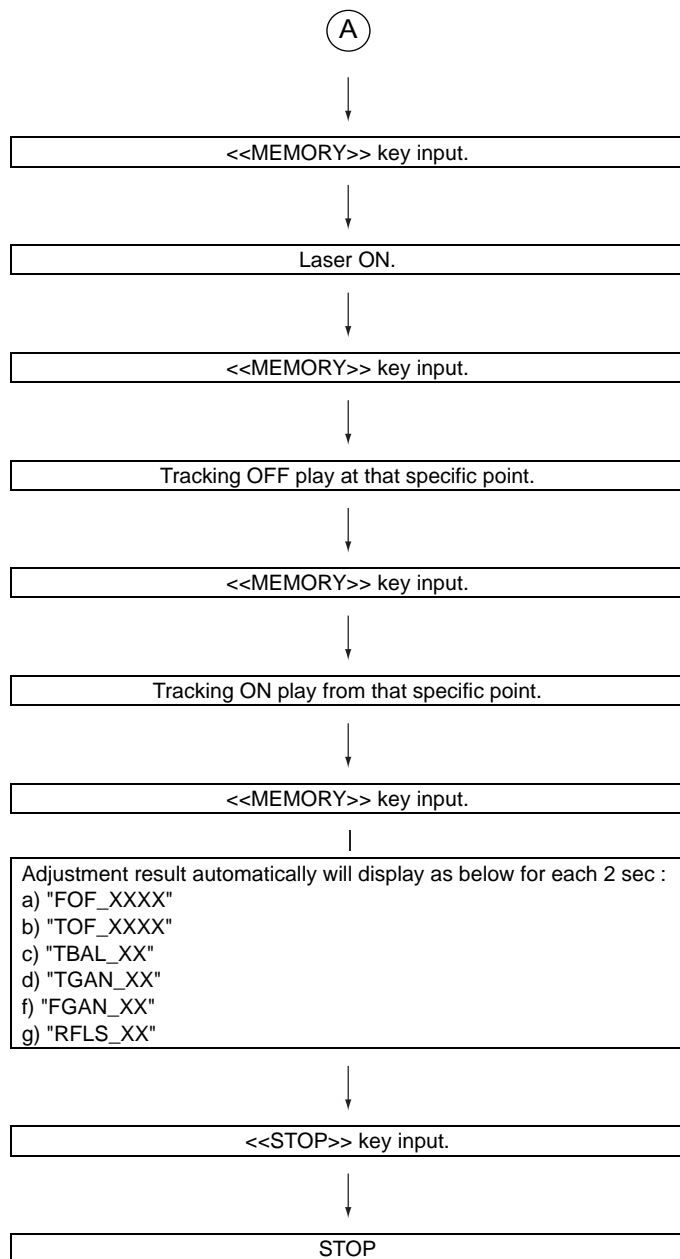 A
<<MEMORY>> key input.
Laser ON.
<<MEMORY>> key input.
Tracking OFF play at that specific point.
<<MEMORY>> key input.
Tracking ON play from that specific point.
<<MEMORY>> key input.
Adjustment result automatically will display as below for each 2 sec :
a) "FOF_XXXX"
b) "TOF_XXXX"
c) "TBAL_XX"
d) "TGAN_XX"
f) "FGAN_XX"
g) "RFLS_XX"
<<STOP>> key input.
STOP